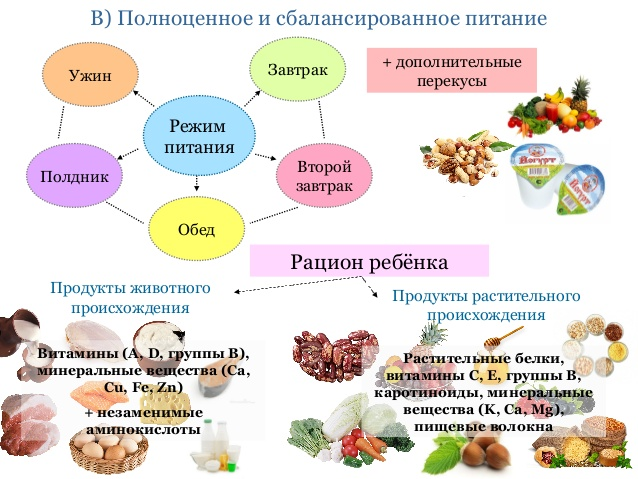 В) Полноценное и сбалансированное питание
Ужин
Завтрак
+ дополнительные
перекусы
Режим
питания
Полдник
Второй
завтрак
Обед
Йогурт
Йогурт
Рацион ребёнка
Продукты животного
происхождения
Продукты растительного
происхождения
Витамины (A, D, группы B),
минеральные вещества (Ca,
Cu, Fe, Zn)
+ незаменимые
аминокислоты
Растительные белки,
витамины C, E, группы B,
каротиноиды, минеральные
вещества (K, Ca, Mg),
пищевые волокна